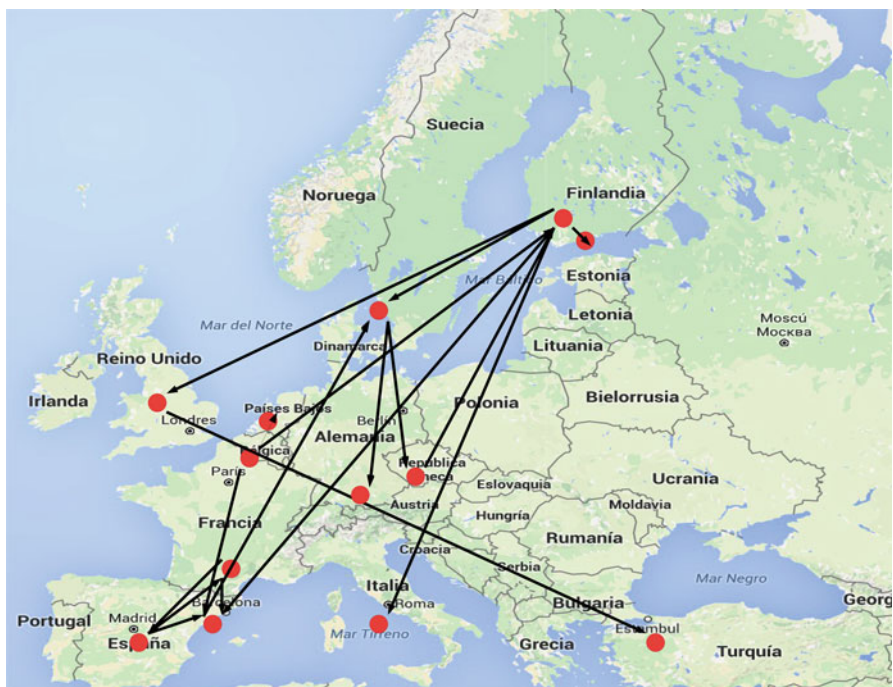 Suecia
Finlandia
Noruega
Estonia
Mar Báltico
Mar del Norte
Letonia
Moscú
Москва
Dinamarca
Lituania
Reino Unido
Bielorrusia
Irlanda
Países Bajos
Londres
Berlín
Polonia
Alemania
Bélgica
París
República
Checa
Ucrania
Eslovaquia
Austria
Moldavia
Hungría
Francia
Rumanía
Croacia
Serbia
Mar Negro
Italia
Georg
Barcelona
Roma
Bulgaria
Portugal
Madrid
Estambul
España
Mar Tirreno
Grecia
Turquía